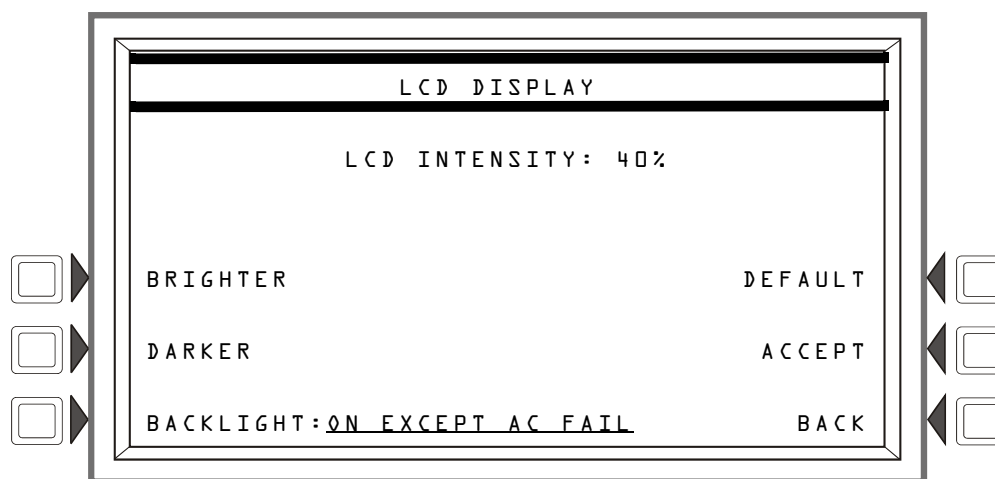 LCD DISPLAY
LCD INTENSITY: 40%
BRIGHTER DEFAULT
DARKER ACCEPT
BACKLIGHT:ON EXCEPT AC FAIL BACK